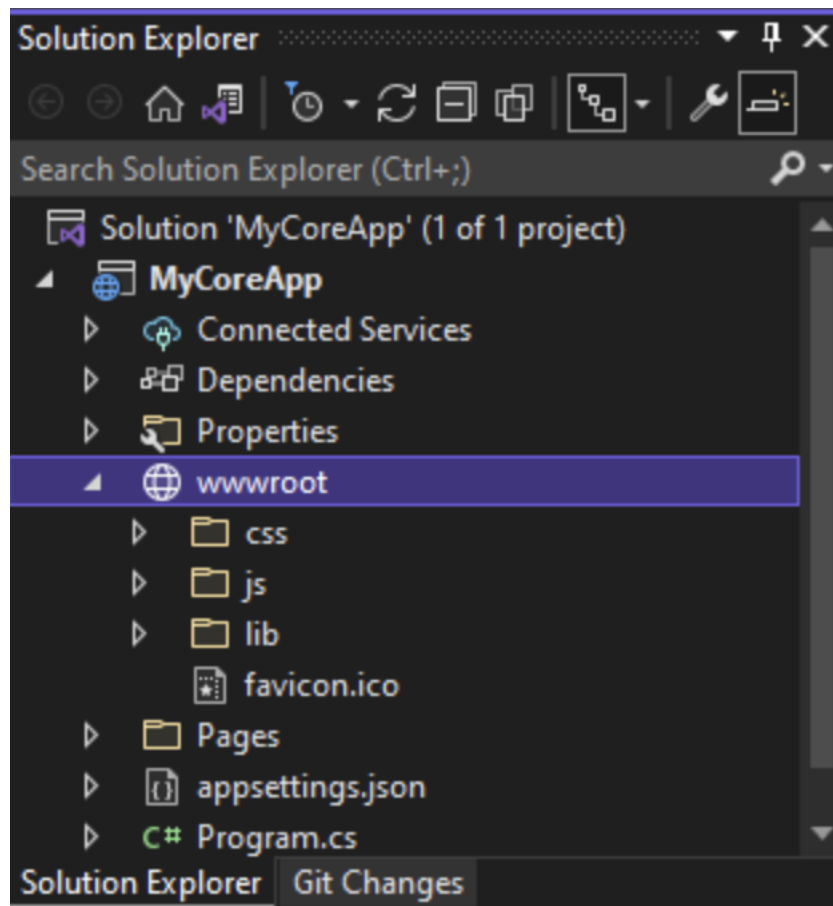 Solution Explorer
Search Solution Explorer (Ctrl+;)
Solution 'MyCoreApp' (1 of 1 project)
MyCoreApp
Connected Services
Dependencies
Properties
wwwroot
css
js
lib
favicon.ico
Pages
appsettings.json
C# Program.cs
Solution Explorer Git Changes